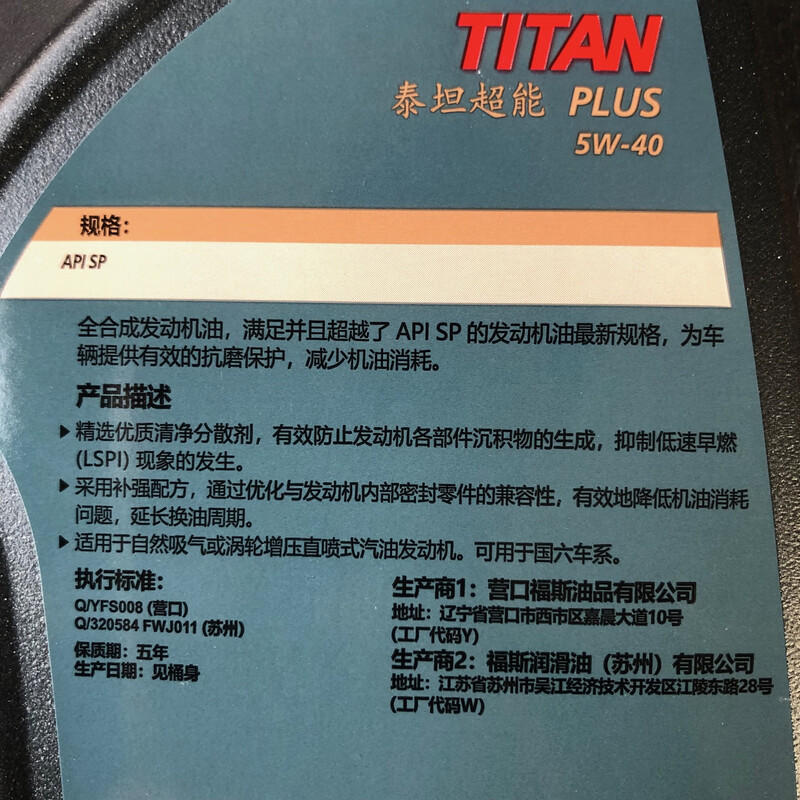 TITAN
泰坦超能 PLUS
5W-40
规格：
API SP
全合成发动机油，满足并且超越了 API SP 的发动机油最新规格，为车
辆提供有效的抗磨保护，减少机油消耗。
产品描述
▶ 精选优质清净分散剂，有效防止发动机各部件沉积物的生成，抑制低速早燃
(LSPI) 现象的发生。
▶ 采用补强配方，通过优化与发动机内部密封零件的兼容性，有效地降低机油消耗
问题，延长换油周期。
▶ 适用于自然吸气或涡轮增压直喷式汽油发动机。可用于国六车系。
执行标准：
Q/YFS008 (营口)
Q/320584 FWJ011 (苏州)
保质期：五年
生产日期：见桶身
生产商1：营口福斯油品有限公司
地址：辽宁省营口市西市区嘉晨大道10号
(工厂代码Y)
生产商2：福斯润滑油（苏州）有限公司
地址：江苏省苏州市吴江经济技术开发区江陵东路28号
(工厂代码W)